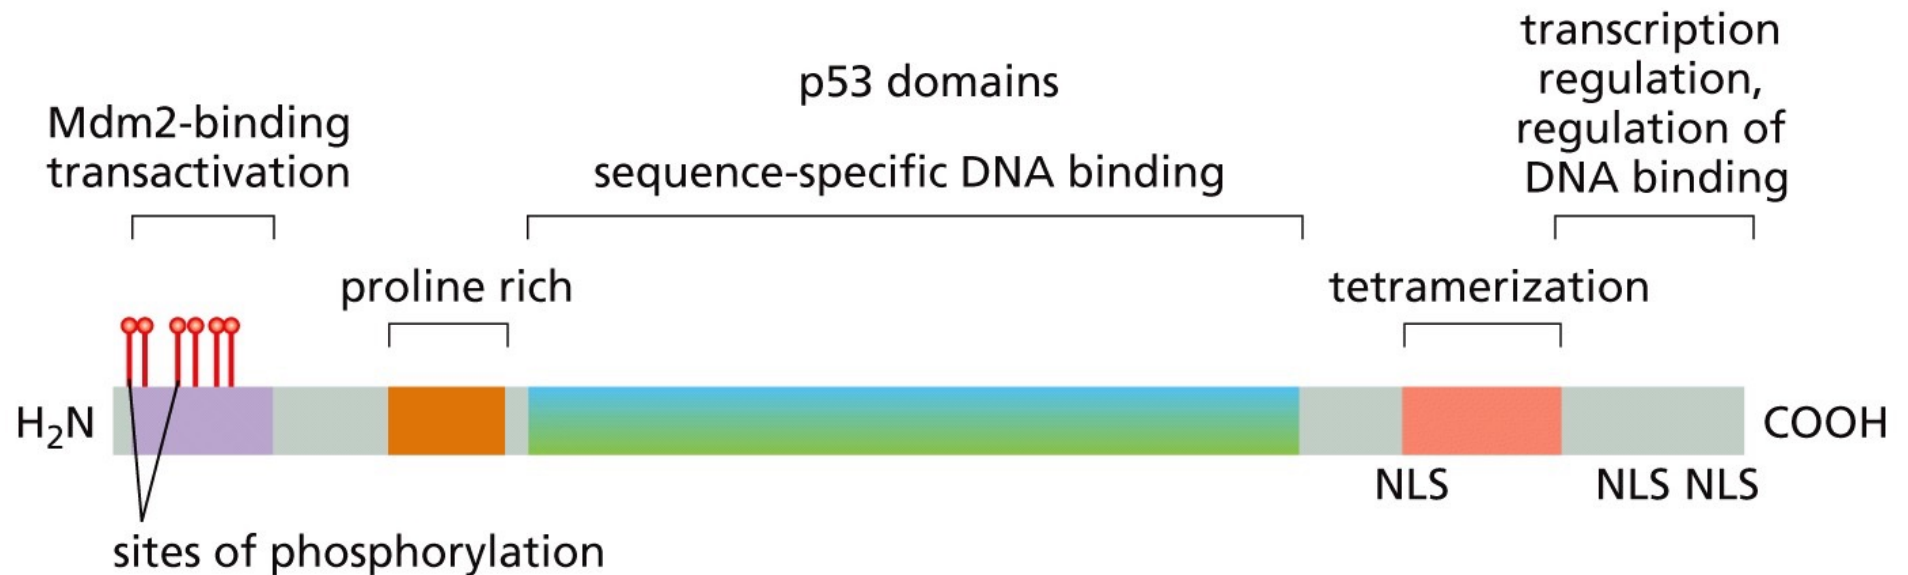 p53 domains
Mdm2-binding
transactivation
proline rich
sequence-specific DNA binding
tetramerization
transcription
regulation,
regulation of
DNA binding
H₂N
COOH
NLS
NLS NLS
sites of phosphorylation